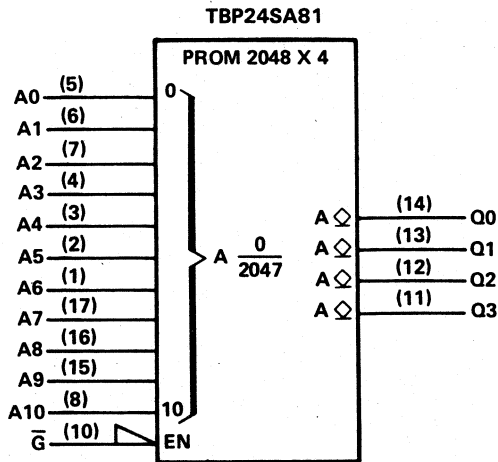 TBP24SA81
PROM 2048 X 4
A0 (5) 0
A1 (6)
A2 (7)
A3 (4)
A4 (3)
A5 (2)
A6 (1)
A7 (17)
A8 (16)
A9 (15)
A10 (8) 10
G̅ (10) EN
A 0/2047
A (14) Q0
A (13) Q1
A (12) Q2
A (11) Q3